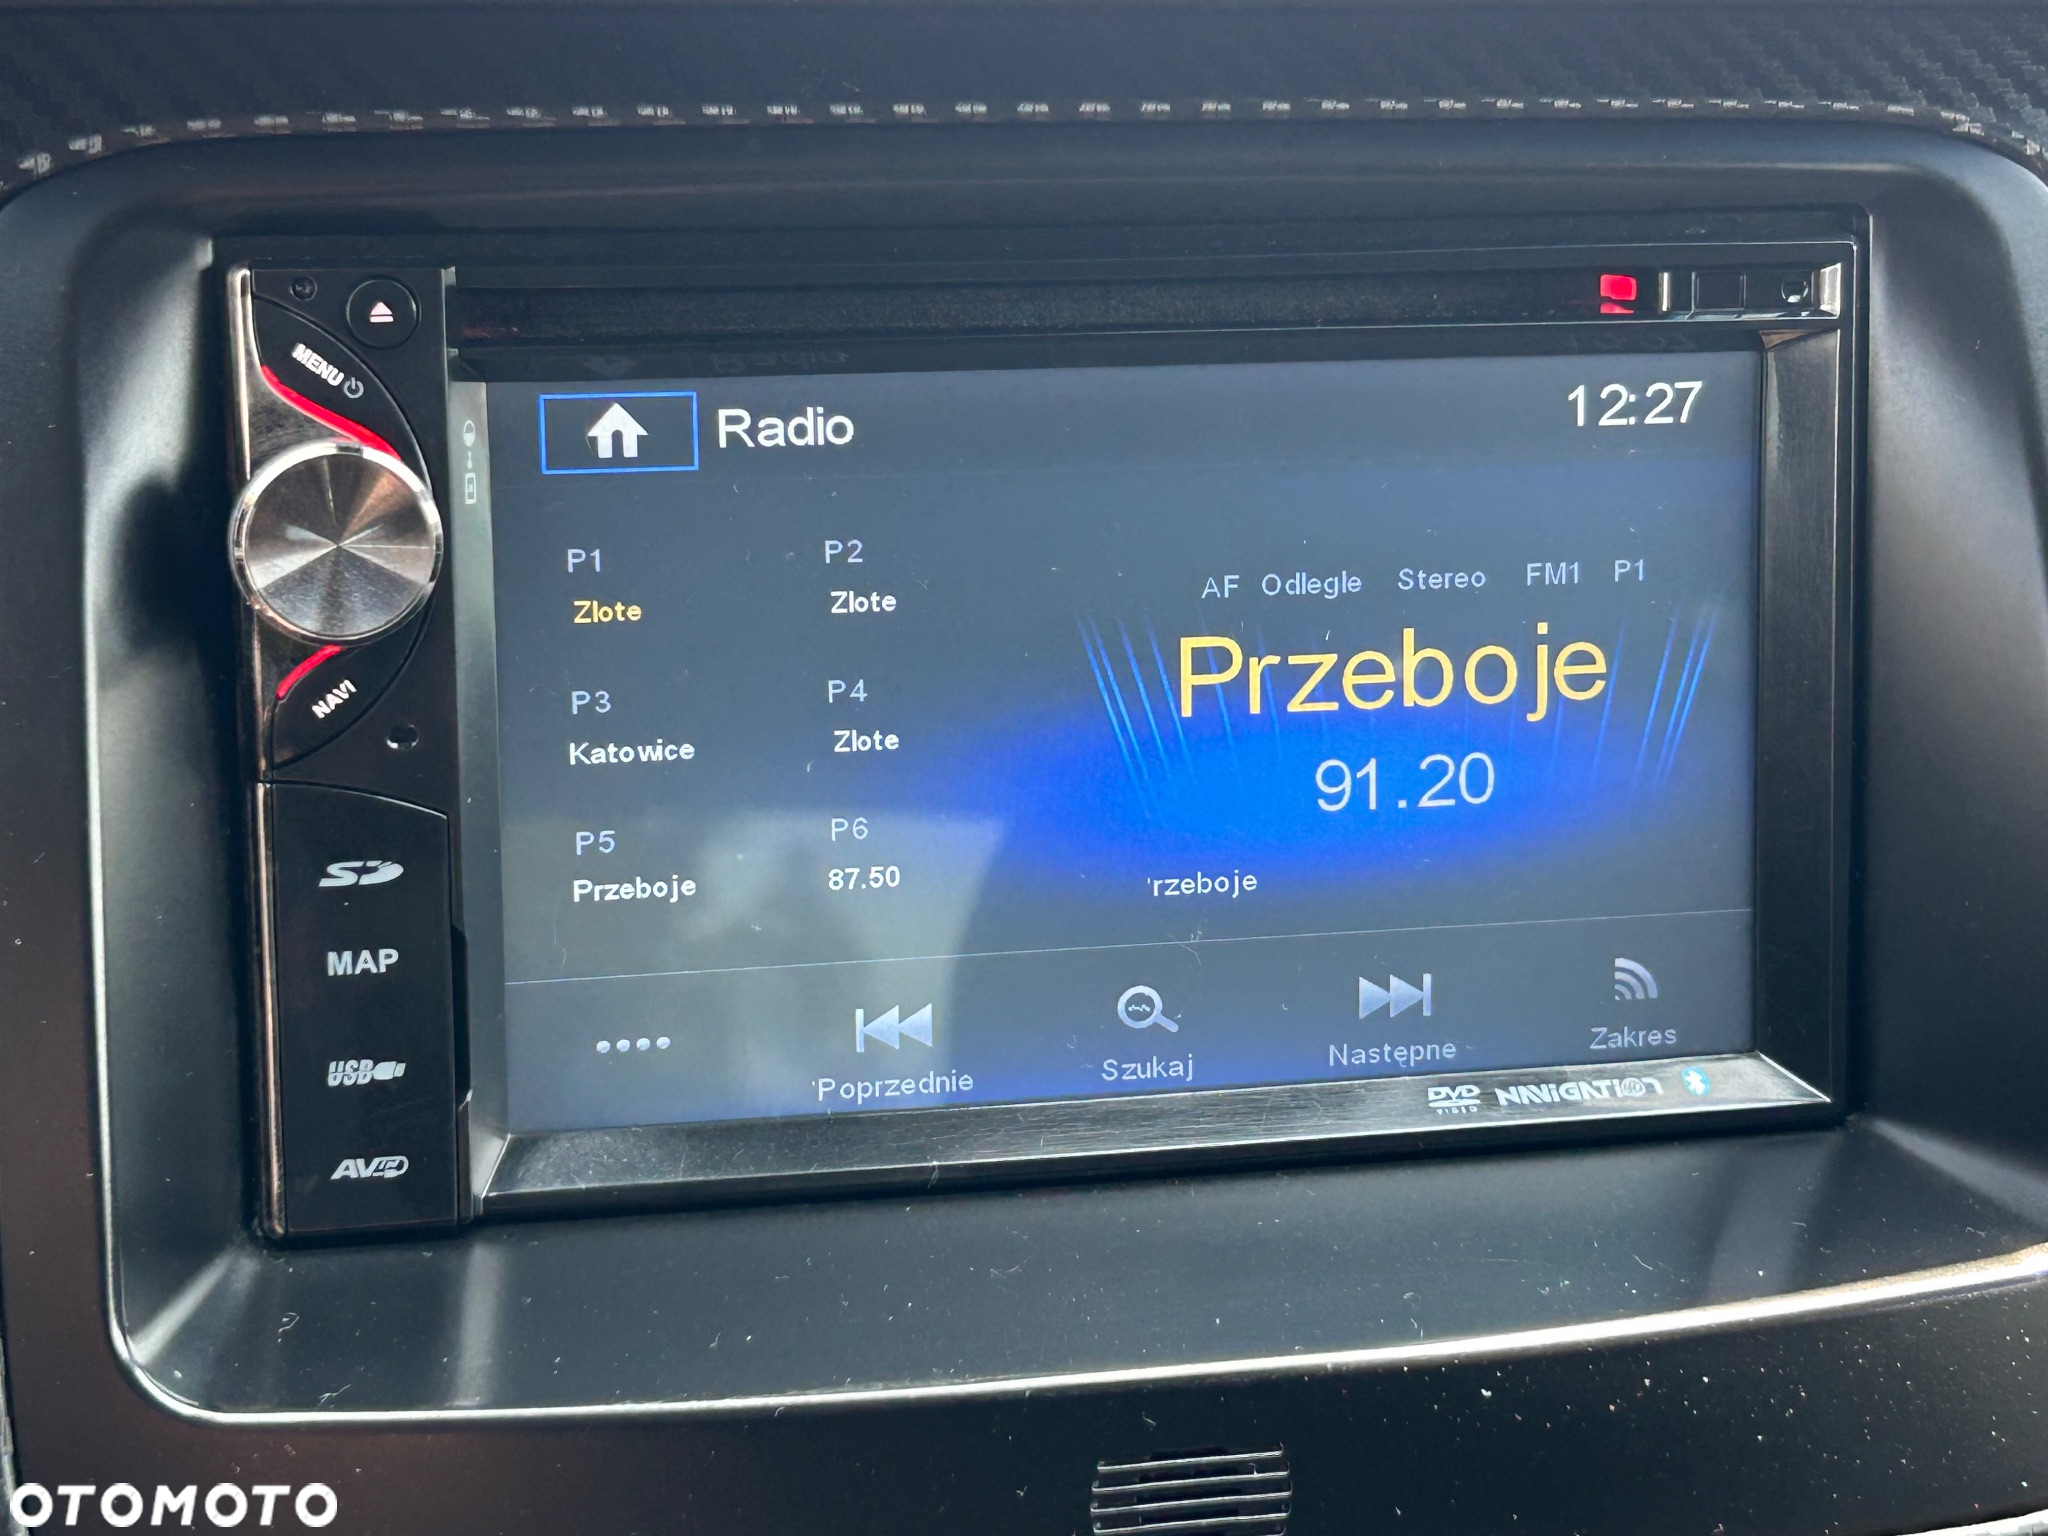 MENU
NAVI
SD
MAP
USB
AV IN
Radio
12:27
P1
Zlote
P2
Zlote
P3
Katowice
P4
Zlote
P5
Przeboje
P6
87.50
AF Odlegle Stereo FM1 P1
Przeboje
91.20
rzeboje
Poprzednie
Szukaj
Następne
Zakres
DVD NAVIGATION
OTOMOTO